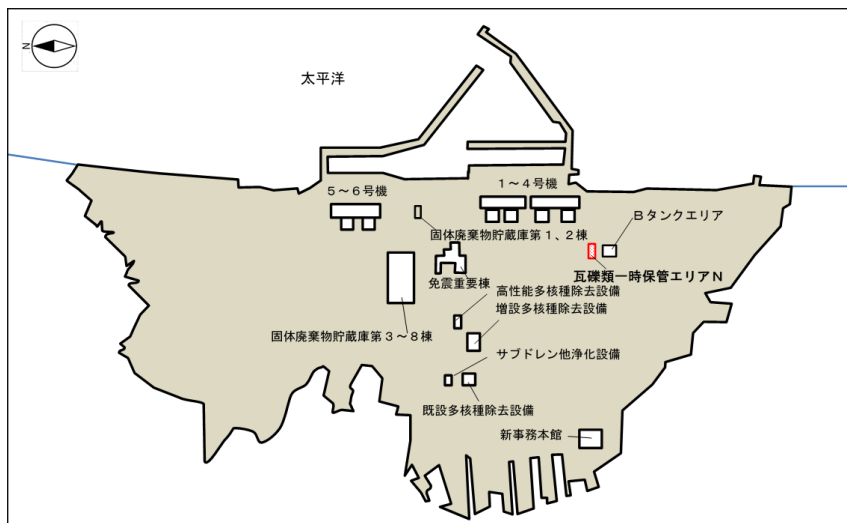 N
太平洋
5~6号機
1~4号機
Bタンクエリア
固体廃棄物貯蔵庫第1、2棟
瓦礫類一時保管エリアN
免震重要棟
高性能多核種除去設備
増設多核種除去設備
固体廃棄物貯蔵庫第3~8棟
サブドレン他浄化設備
既設多核種除去設備
新事務本館